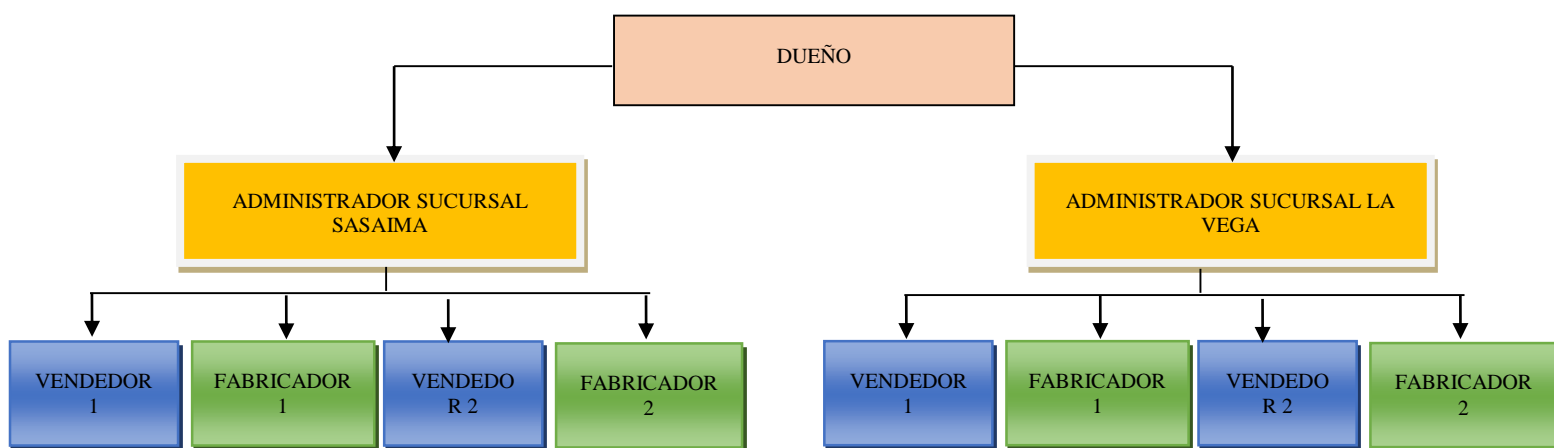 DUEÑO
ADMINISTRADOR SUCURSAL
SASAIMA
ADMINISTRADOR SUCURSAL LA
VEGA
VENDEDOR
1
FABRICADOR
1
VENDEDO
R 2
FABRICADOR
2
VENDEDOR
1
FABRICADOR
1
VENDEDO
R 2
FABRICADOR
2